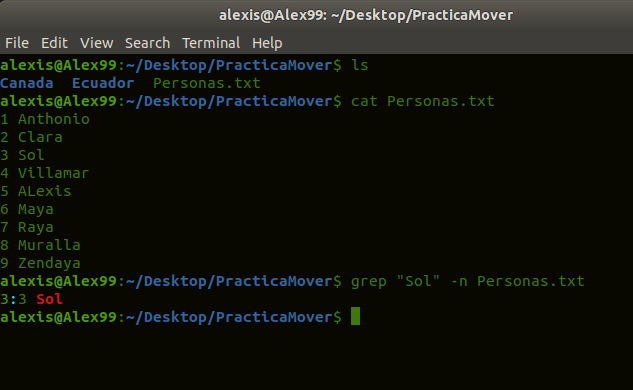 alexis@Alex99: ~/Desktop/PracticaMover
File Edit View Search Terminal Help
alexis@Alex99:~/Desktop/PracticaMover$ ls
Canada  Ecuador  Personas.txt
alexis@Alex99:~/Desktop/PracticaMover$ cat Personas.txt
1 Anthonio
2 Clara
3 Sol
4 Villamar
5 ALexis
6 Maya
7 Raya
8 Muralla
9 Zendaya
alexis@Alex99:~/Desktop/PracticaMover$ grep "Sol" -n Personas.txt
3:3 Sol
alexis@Alex99:~/Desktop/PracticaMover$